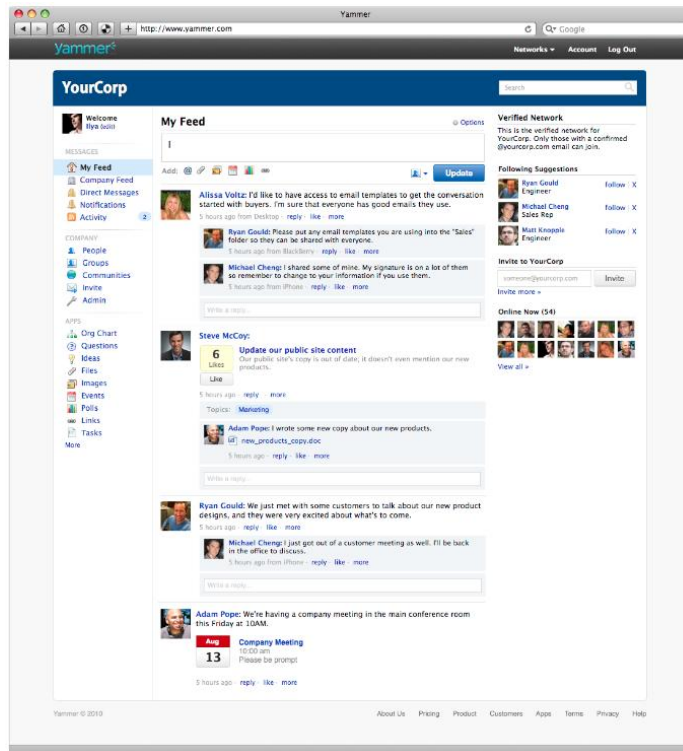 Yammer
http://www.yammer.com
Google
yammer
Networks Account Log Out
YourCorp
Search
Welcome
Ilya (edit)
MESSAGES
My Feed
Company Feed
Direct Messages
Notifications
Activity 2
COMPANY
People
Groups
Communities
Invite
Admin
APPS
Org Chart
Questions
Ideas
Files
Images
Events
Polls
Links
Tasks
More
My Feed
Options
Add:
Update
Alissa Voltz: I'd like to have access to email templates to get the conversation
started with buyers. I'm sure that everyone has good emails they use.
5 hours ago from Desktop · reply · like · more
Ryan Gould: Please put any email templates you are using into the "Sales"
folder so they can be shared with everyone.
5 hours ago from BlackBerry · reply · like · more
Michael Cheng: I shared some of mine. My signature is on a lot of them
so remember to change to your information if you use them.
5 hours ago from iPhone · reply · like · more
Write a reply...
Steve McCoy:
6
Likes
Like
Update our public site content
Our public site's copy is out of date; it doesn't even mention our new
products.
5 hours ago · reply · more
Topics: Marketing
Adam Pope: I wrote some new copy about our new products.
new_products_copy.doc
5 hours ago · reply · like · more
Write a reply...
Ryan Gould: We just met with some customers to talk about our new product
designs, and they were very excited about what's to come.
5 hours ago · reply · like · more
Michael Cheng: I just got out of a customer meeting as well. I'll be back
in the office to discuss.
5 hours ago from iPhone · reply · like · more
Write a reply...
Adam Pope: We're having a company meeting in the main conference room
this Friday at 10AM.
Aug
13
Company Meeting
10:00 am
Please be prompt
5 hours ago · reply · like · more
Verified Network
This is the verified network for
YourCorp. Only those with a confirmed
@yourcorp.com email can join.
Following Suggestions
Ryan Gould follow X
Engineer
Michael Cheng follow X
Sales Rep
Matt Knopple follow X
Engineer
Invite to YourCorp
someone@yourcorp.com Invite
Invite more »
Online Now (54)
View all »
Yammer © 2010
About Us Pricing Product Customers Apps Terms Privacy Help